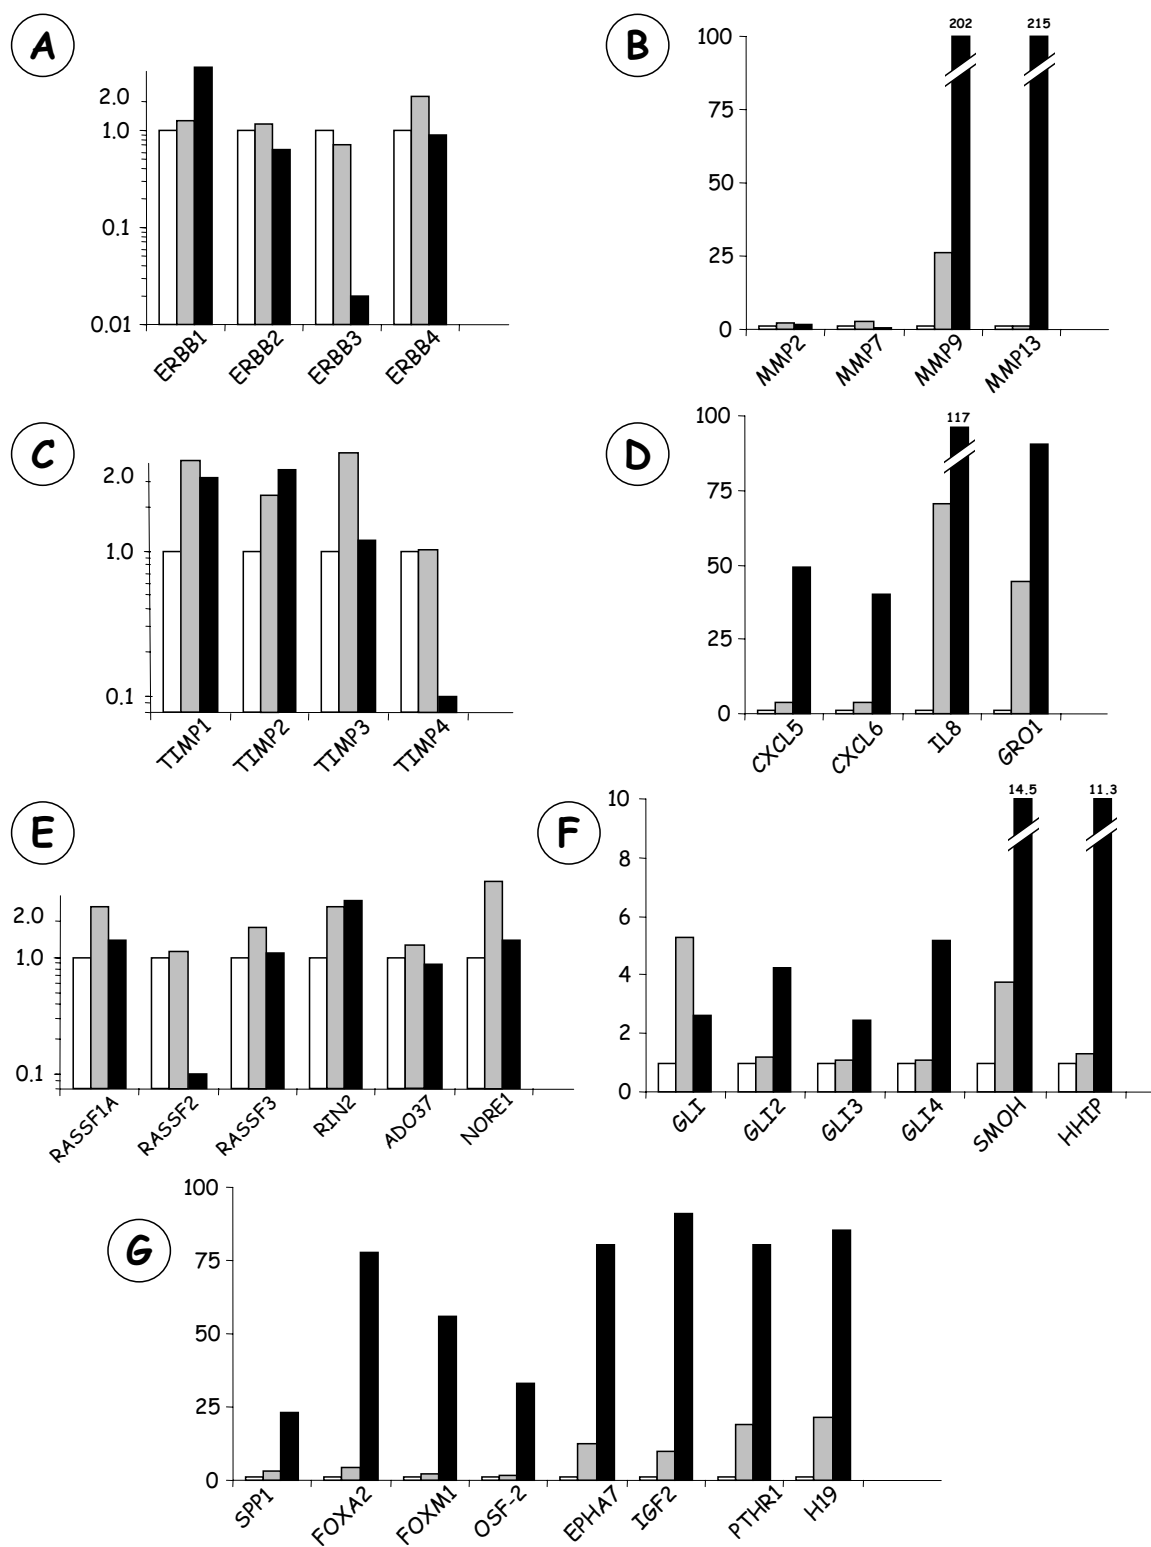 A
2.0
1.0
0.1
0.01
ERBB1
ERBB2
ERBB3
ERBB4
B
202
215
100
75
50
25
0
MMP2
MMP7
MMP9
MMP13
C
2.0
1.0
0.1
TIMP1
TIMP2
TIMP3
TIMP4
D
117
100
75
50
25
0
CXCL5
CXCL6
IL8
GRO1
E
2.0
1.0
0.1
RASSF1A
RASSF2
RASSF3
RIN2
ADO37
NORE1
F
14.5
11.3
10
8
6
4
2
0
GLI
GLI2
GLI3
GLI4
SMOH
HHIP
G
100
75
50
25
0
SPP1
FOXA2
FOXM1
OSF-2
EPHA7
IGF2
PTHR1
H19